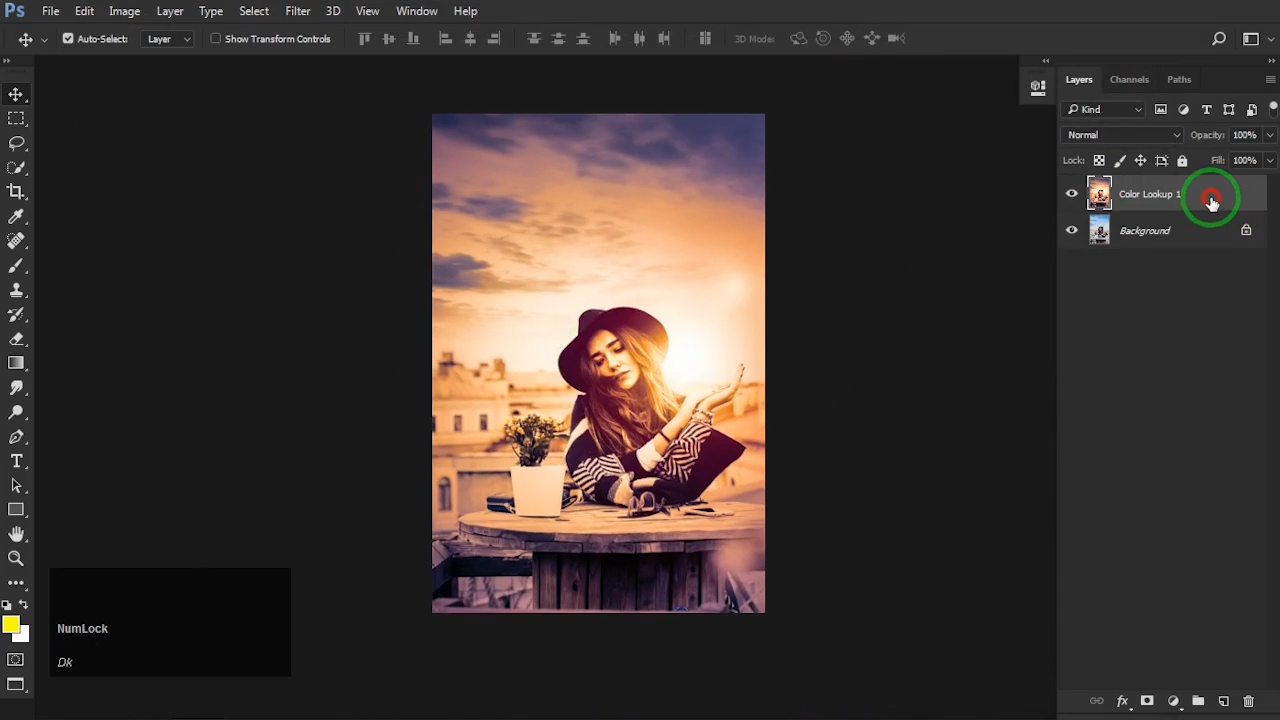 Ps File Edit Image Layer Type Select Filter 3D View Window Help
Auto-Select: Layer Show Transform Controls 3D Mode:
Layers Channels Paths
Kind
Normal Opacity: 100%
Lock: Fill: 100%
Color Lookup 1
Background
NumLock
Dk